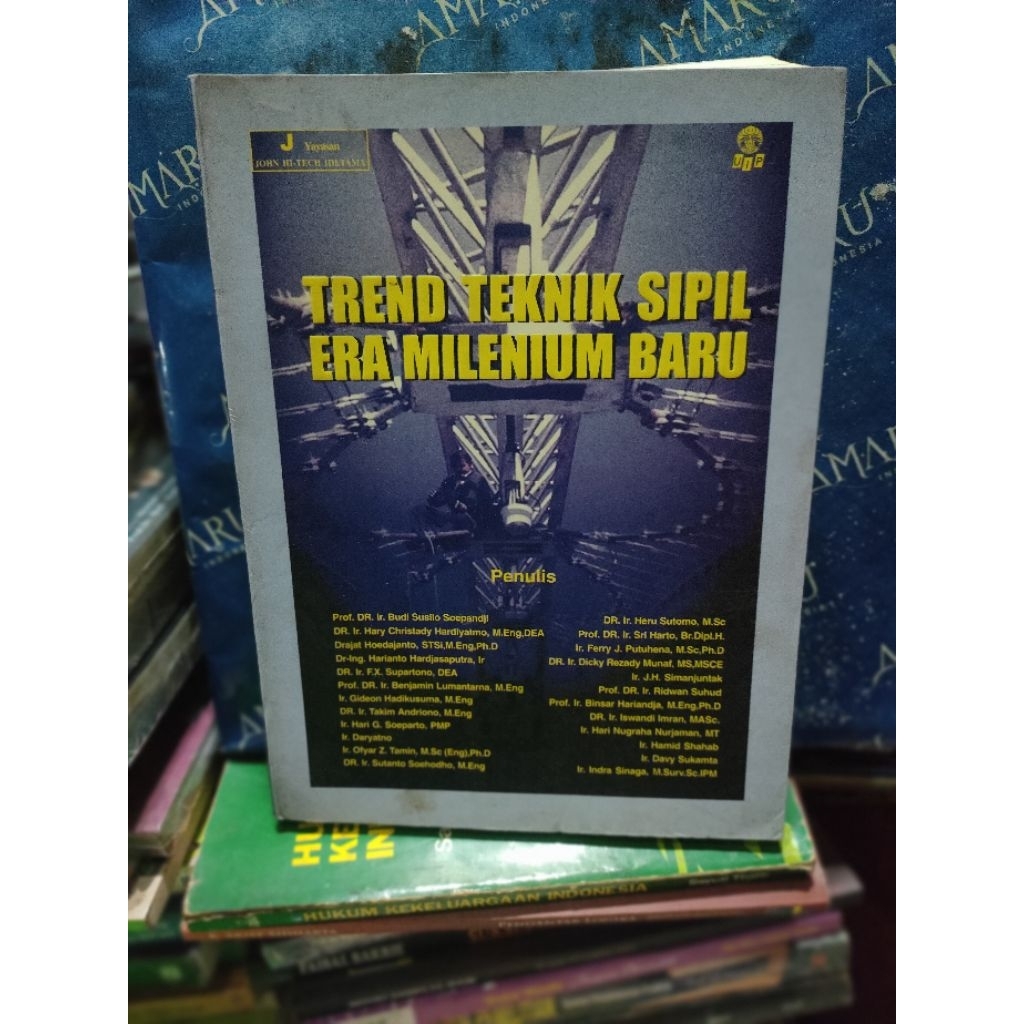 AMARU
INDONESIA
J Yayasan
JOHN HI-TECH IDETAMA
UIP
TREND TEKNIK SIPIL
ERA MILENIUM BARU
Penulis
Prof. DR. Ir. Budi Susilo Soepandji
DR. Ir. Hary Christady Hardiyatmo, M.Eng,DEA
Drajat Hoedajanto, STSi,M.Eng,Ph.D
Dr-Ing. Harianto Hardjasaputra, Ir
DR. Ir. F.X. Supartono, DEA
Prof. DR. Ir. Benjamin Lumantarna, M.Eng
Ir. Gideon Hadikusuma, M.Eng
DR. Ir. Takim Andriono, M.Eng
Ir. Hari G. Soeparto, PMP
Ir. Daryatno
Ir. Ofyar Z. Tamin, M.Sc (Eng),Ph.D
DR. Ir. Sutanto Soehodho, M.Eng
DR. Ir. Heru Sutomo, M.Sc
Prof. DR. Ir. Sri Harto, Br.Dipl.H.
Ir. Ferry J. Putuhena, M.Sc,Ph.D
DR. Ir. Dicky Rezady Munaf, MS,MSCE
Ir. J.H. Simanjuntak
Prof. DR. Ir. Ridwan Suhud
Prof. Ir. Binsar Hariandja, M.Eng,Ph.D
DR. Ir. Iswandi Imran, MASc.
Ir. Hari Nugraha Nurjaman, MT
Ir. Hamid Shahab
Ir. Davy Sukamta
Ir. Indra Sinaga, M.Surv.Sc.IPM
HUKUM KEKELUARGAAN INDONESIA